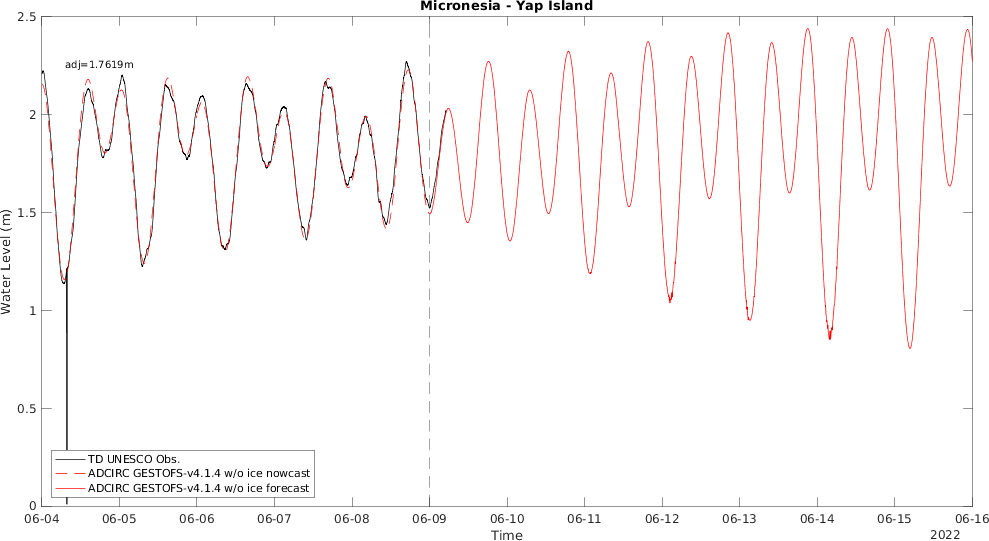 Micronesia - Yap Island
adj=1.7619m
Water Level (m)
2.5
2
1.5
1
0.5
0
TD UNESCO Obs.
ADCIRC GESTOFS-v4.1.4 w/o ice nowcast
ADCIRC GESTOFS-v4.1.4 w/o ice forecast
06-04 06-05 06-06 06-07 06-08 06-09 06-10 06-11 06-12 06-13 06-14 06-15 06-16
Time
2022